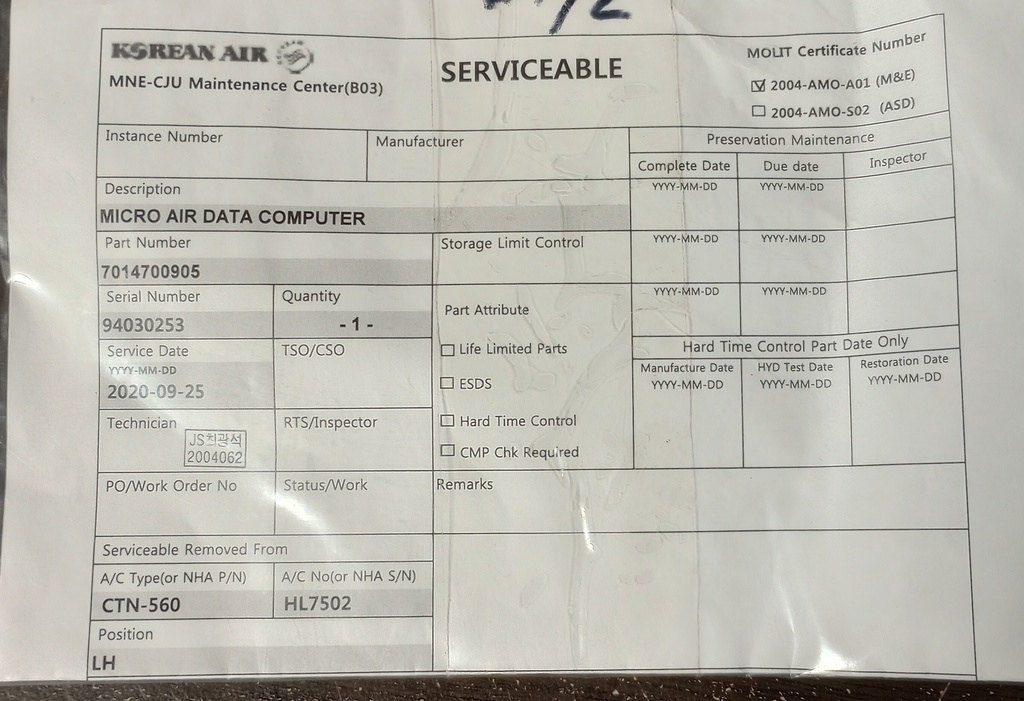 KOREAN AIR
MNE-CJU Maintenance Center(B03)
SERVICEABLE
MOLIT Certificate Number
☑ 2004-AMO-A01 (M&E)
☐ 2004-AMO-S02 (ASD)
Instance Number
Manufacturer
Preservation Maintenance
Complete Date Due date Inspector
YYYY-MM-DD YYYY-MM-DD
Description
MICRO AIR DATA COMPUTER
Part Number
7014700905
Storage Limit Control
YYYY-MM-DD YYYY-MM-DD
Serial Number
94030253
Quantity
- 1 -
Part Attribute
YYYY-MM-DD YYYY-MM-DD
Service Date
YYYY-MM-DD
2020-09-25
TSO/CSO
☐ Life Limited Parts
☐ ESDS
☐ Hard Time Control
☐ CMP Chk Required
Hard Time Control Part Date Only
Manufacture Date HYD Test Date Restoration Date
YYYY-MM-DD YYYY-MM-DD YYYY-MM-DD
Technician
JS최광석
2004062
RTS/Inspector
PO/Work Order No
Status/Work
Remarks
Serviceable Removed From
A/C Type(or NHA P/N)
CTN-560
A/C No(or NHA S/N)
HL7502
Position
LH